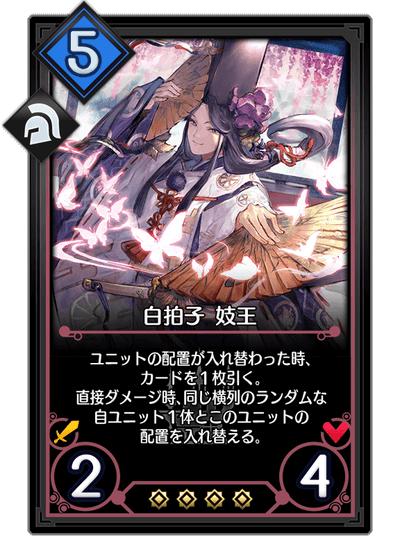 5
白拍子 妓王
ユニットの配置が入れ替わった時、
カードを1枚引く。
直接ダメージ時、同じ横列のランダムな
自ユニット1体とこのユニットの
配置を入れ替える。
2
4